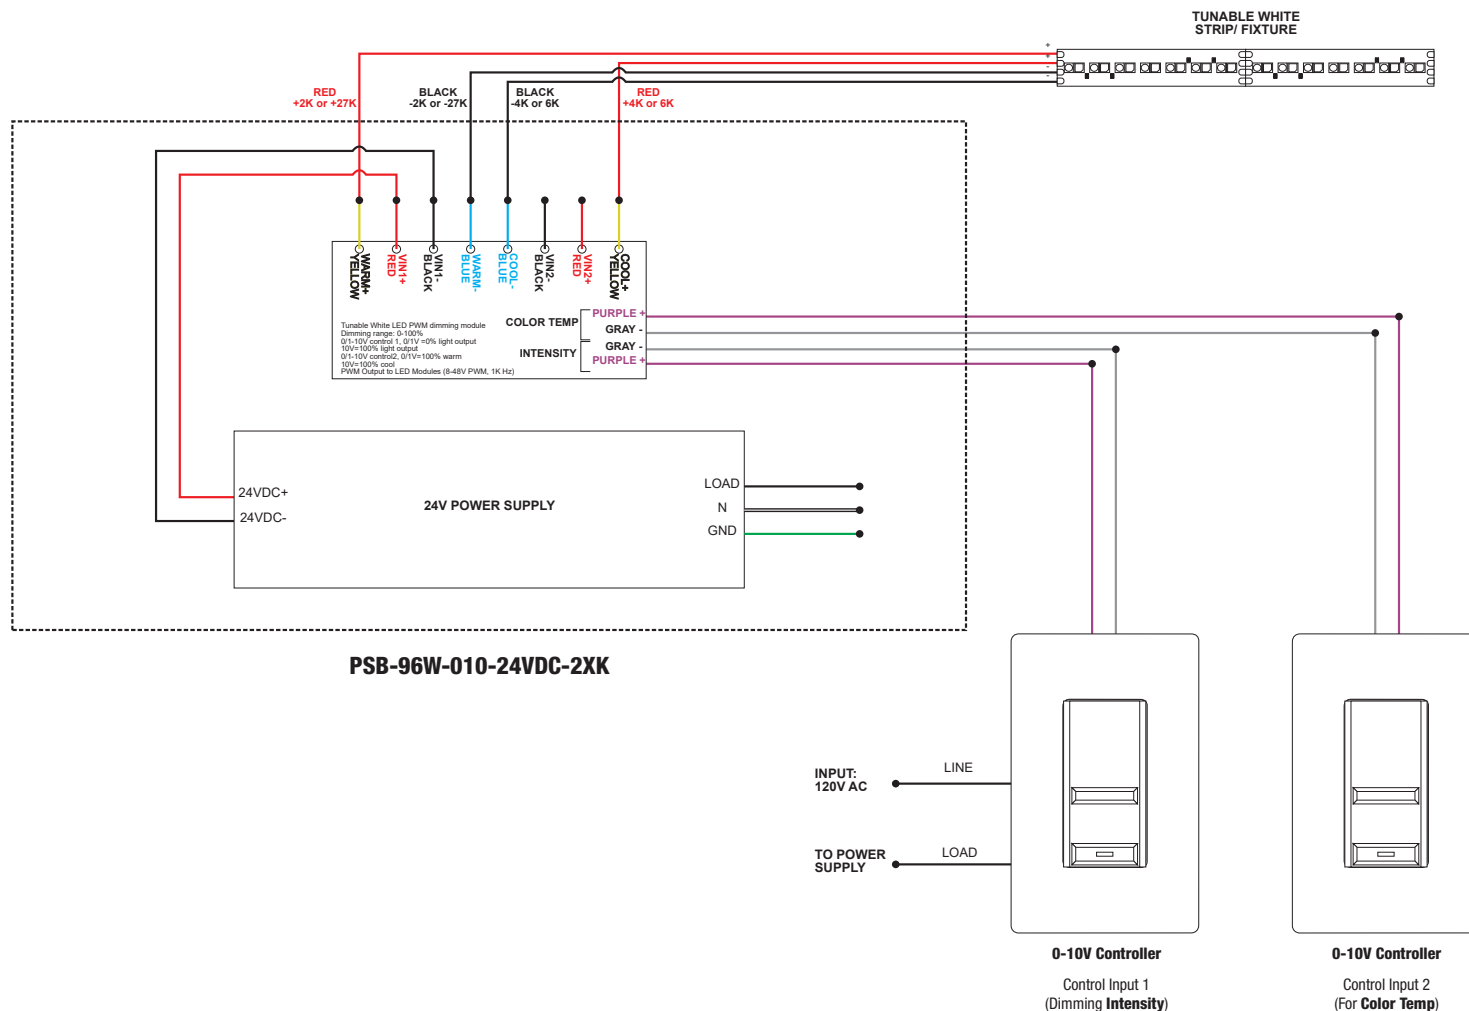 TUNABLE WHITE
STRIP/ FIXTURE
+
+
-
-
RED
+2K or +27K
BLACK
-2K or -27K
BLACK
-4K or 6K
RED
+4K or 6K
WARM+
YELLOW
VIN1+
RED
VIN1-
BLACK
WARM-
BLUE
COOL-
BLUE
VIN2-
BLACK
VIN2+
RED
COOL+
YELLOW
COLOR TEMP
PURPLE +
GRAY -
INTENSITY
GRAY -
PURPLE +
Tunable White LED PWM dimming module
Dimming range: 0-100%
0/1-10V control 1, 0/1V =0% light output
10V=100% light output
0/1-10V control2, 0/1V=100% warm
10V=100% cool
PWM Output to LED Modules (8-48V PWM, 1K Hz)
24VDC+
24VDC-
24V POWER SUPPLY
LOAD
N
GND
PSB-96W-010-24VDC-2XK
INPUT:
120V AC
LINE
TO POWER
SUPPLY
LOAD
0-10V Controller
Control Input 1
(Dimming Intensity)
0-10V Controller
Control Input 2
(For Color Temp)